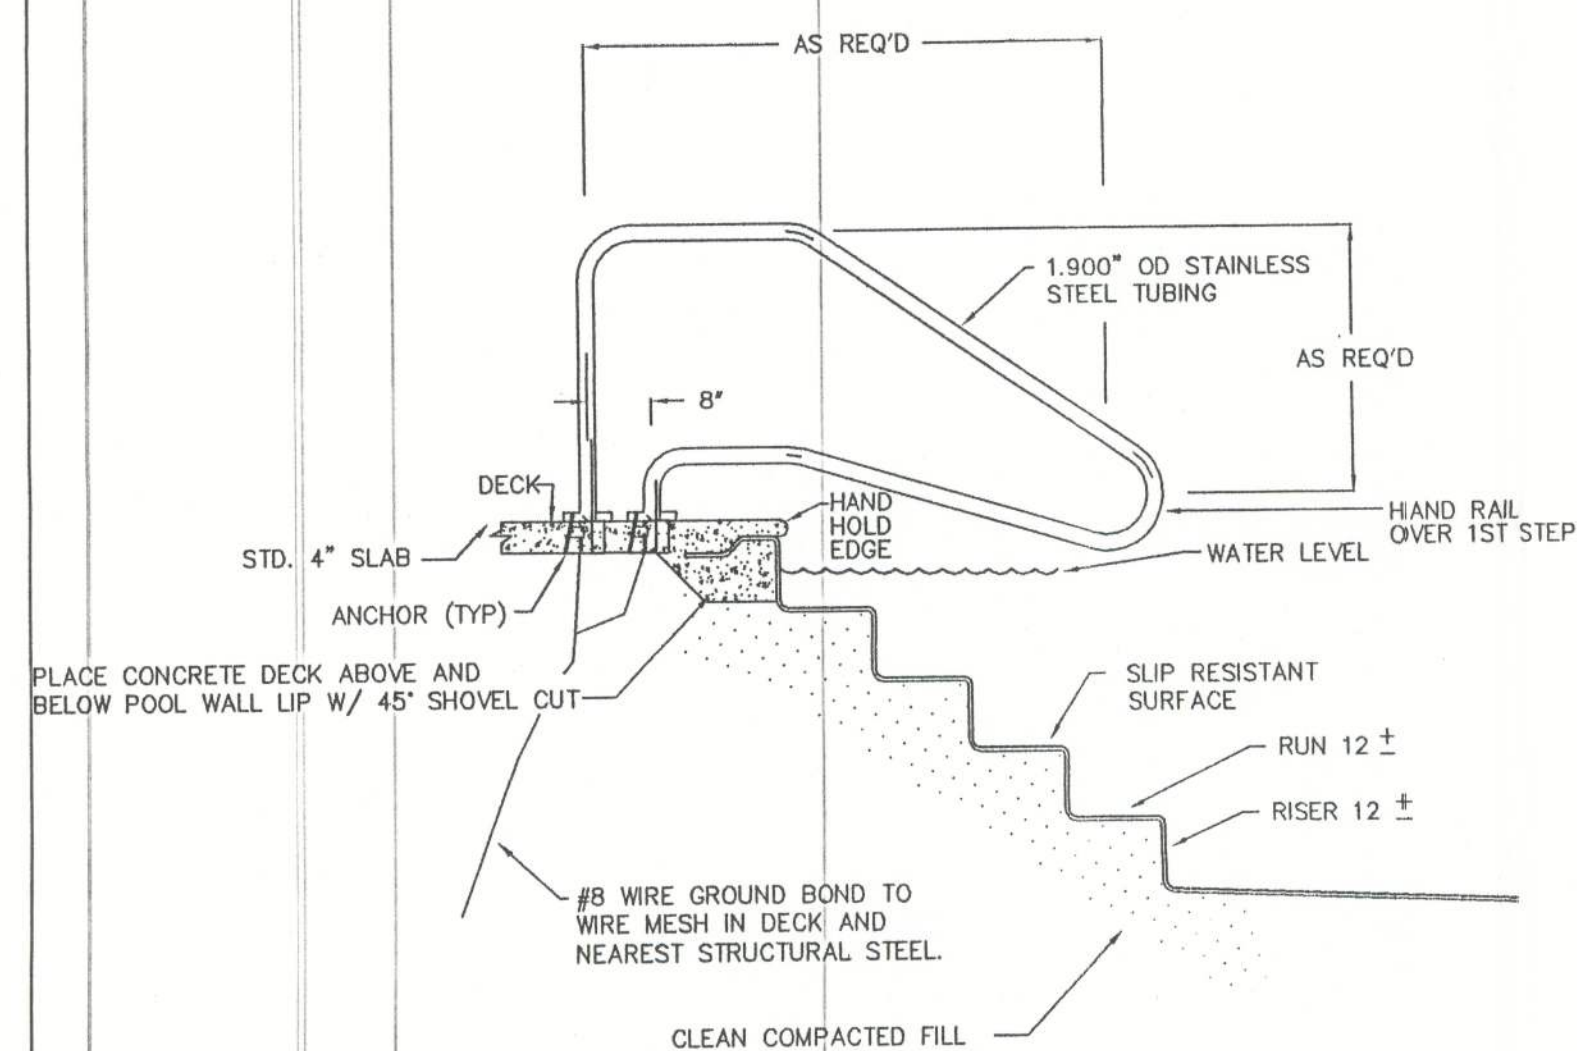 AS REQ'D
1.900" OD STAINLESS
STEEL TUBING
AS REQ'D
8"
DECK
HAND
HOLD
EDGE
HAND RAIL
OVER 1ST STEP
STD. 4" SLAB
WATER LEVEL
ANCHOR (TYP)
PLACE CONCRETE DECK ABOVE AND
BELOW POOL WALL LIP W/ 45° SHOVEL CUT
SLIP RESISTANT
SURFACE
RUN 12 ±
RISER 12 ±
#8 WIRE GROUND BOND TO
WIRE MESH IN DECK AND
NEAREST STRUCTURAL STEEL.
CLEAN COMPACTED FILL